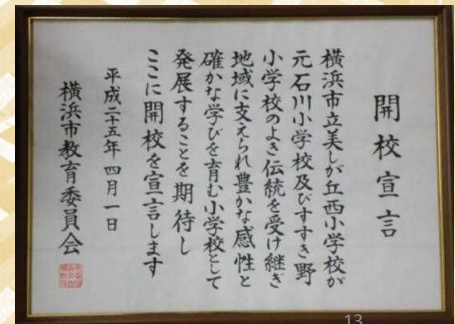 開校宣言
横浜市立美しが丘西小学校が
元石川小学校及びすすき野
小学校のよき伝統を受け継ぎ
地域に支えられ豊かな感性と
確かな学びを育む小学校として
発展することを期待し
ここに開校を宣言します
平成二十五年四月一日
横浜市教育委員会
13